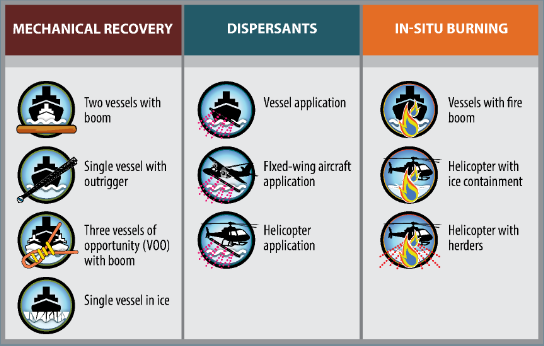 MECHANICAL RECOVERY
Two vessels with
boom
Single vessel with
outrigger
Three vessels of
opportunity (VOO)
with boom
Single vessel in ice
DISPERSANTS
Vessel application
FIxed-wing aircraft
application
Helicopter
application
IN-SITU BURNING
Vessels with fire
boom
Helicopter with
ice containment
Helicopter with
herders